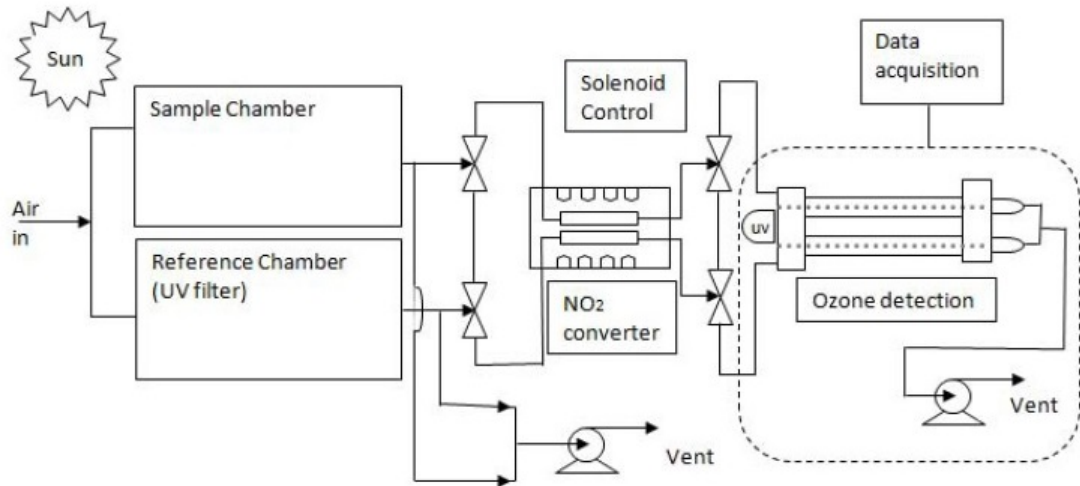 Sun
Sample Chamber
Air
in
Reference Chamber
(UV filter)
Solenoid
Control
NO₂
converter
Data
acquisition
uv
Ozone detection
Vent
Vent